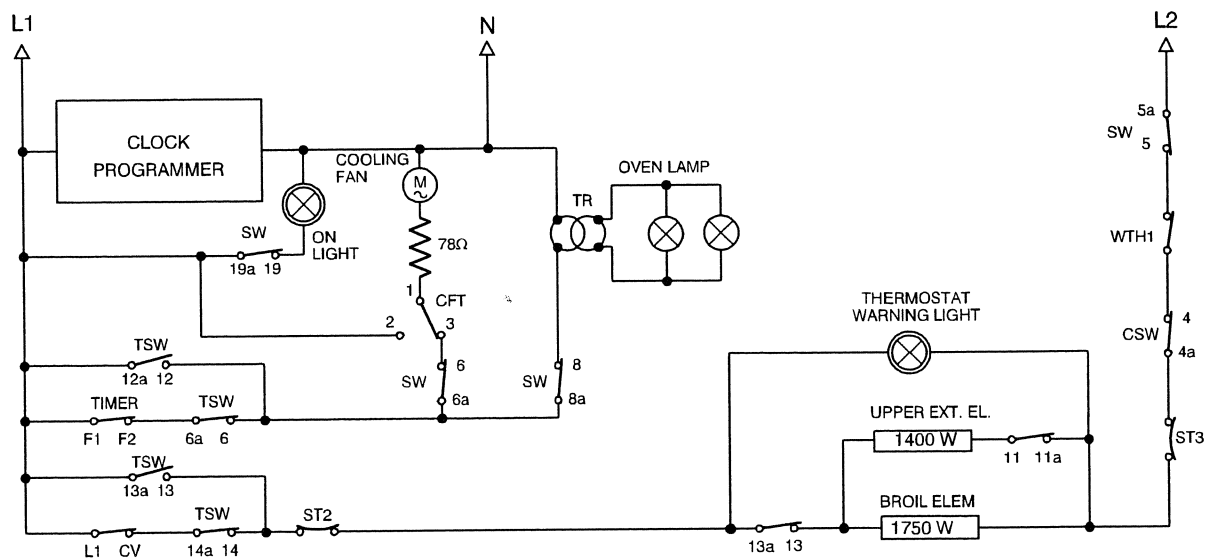 L1
N
L2
CLOCK
PROGRAMMER
COOLING
FAN
M
ON
LIGHT
SW
19a 19
78Ω
1
CFT
2
3
TR
OVEN LAMP
5a
SW
5
WTH1
4
CSW
4a
ST3
THERMOSTAT
WARNING LIGHT
TSW
12a 12
6
SW
6a
8
SW
8a
TIMER
F1 F2
TSW
6a 6
UPPER EXT. EL.
1400 W
11 11a
TSW
13a 13
L1 CV
TSW
14a 14
ST2
13a 13
BROIL ELEM
1750 W